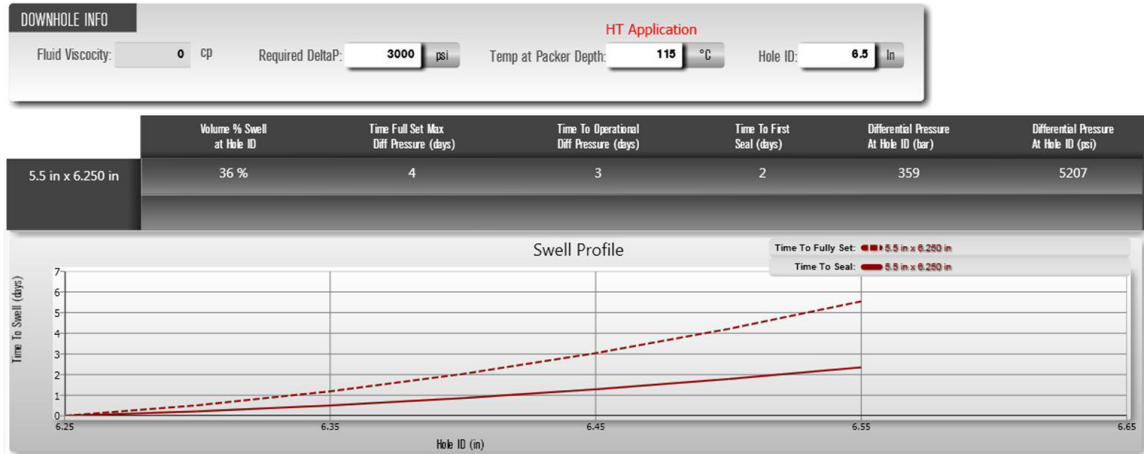 DOWNHOLE INFO
HT Application
Fluid Viscocity: 0 cp Required DeltaP: 3000 psi Temp at Packer Depth: 115 °C Hole ID: 6.5 In
Volume % Swell at Hole ID
Time Full Set Max Diff Pressure (days)
Time To Operational Diff Pressure (days)
Time To First Seal (days)
Differential Pressure At Hole ID (bar)
Differential Pressure At Hole ID (psi)
5.5 in x 6.250 in 36 % 4 3 2 359 5207
Swell Profile
Time To Fully Set: 5.5 in x 6.250 in
Time To Seal: 5.5 in x 6.250 in
Time To Swell (days)
7
6
5
4
3
2
1
0
6.25 6.35 6.45 6.55 6.65
Hole ID (in)